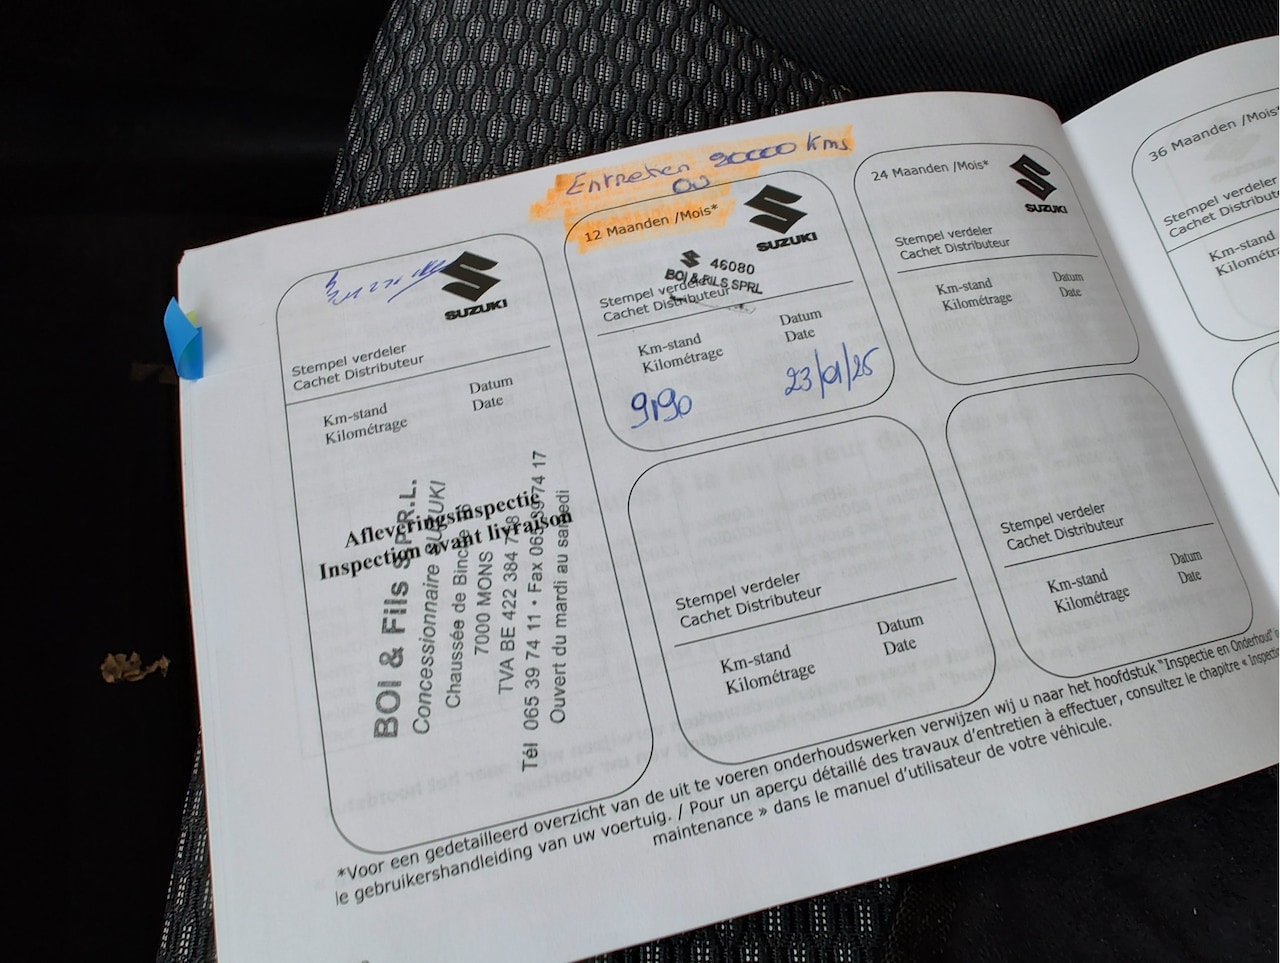 Entretien 20000 Kms
ou
SUZUKI
Stempel verdeler
Cachet Distributeur
Km-stand
Kilométrage
Datum
Date
Afleveringsinspectie
Inspection avant livraison
BOI & Fils S.P.R.L.
Concessionnaire SUZUKI
Chaussée de Binche
7000 MONS
TVA BE 422 384 7
Tél 065 39 74 11 • Fax 065 39 74 17
Ouvert du mardi au samedi
12 Maanden /Mois*
SUZUKI
46080
BOI & FILS SPRL
Stempel verdeler
Cachet Distributeur
Km-stand
Kilométrage
Datum
Date
9190
23/01/25
24 Maanden /Mois*
SUZUKI
Stempel verdeler
Cachet Distributeur
Km-stand
Kilométrage
Datum
Date
36 Maanden /Mois*
Stempel verdeler
Cachet Distribut
Km-stand
Kilométr
Stempel verdeler
Cachet Distributeur
Km-stand
Kilométrage
Datum
Date
Stempel verdeler
Cachet Distributeur
Km-stand
Kilométrage
Datum
Date
*Voor een gedetailleerd overzicht van de uit te voeren onderhoudswerken verwijzen wij u naar het hoofdstuk "Inspectie en Onderhoud"
le gebruikershandleiding van uw voertuig. / Pour un aperçu détaillé des travaux d'entretien à effectuer, consultez le chapitre « Inspectio
maintenance » dans le manuel d'utilisateur de votre véhicule.